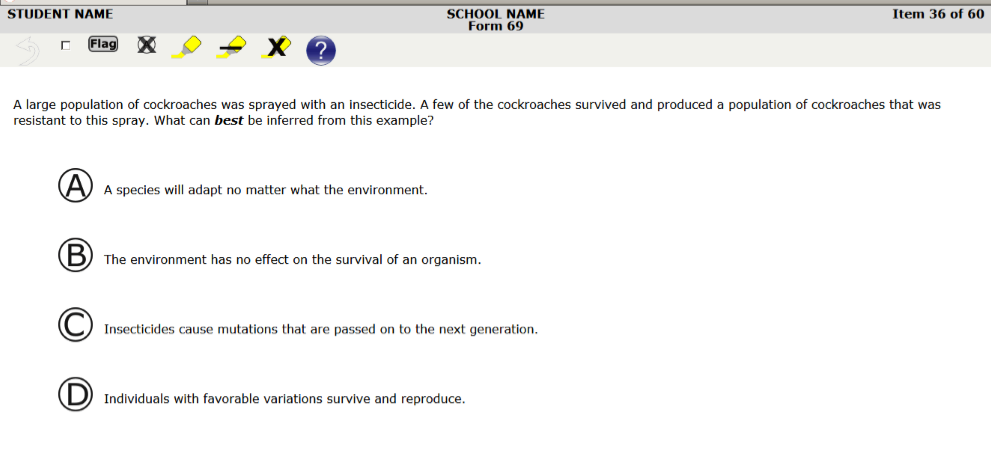 STUDENT NAME SCHOOL NAME Item 36 of 60
Form 69
Flag X X ?
A large population of cockroaches was sprayed with an insecticide. A few of the cockroaches survived and produced a population of cockroaches that was
resistant to this spray. What can best be inferred from this example?
A A species will adapt no matter what the environment.
B The environment has no effect on the survival of an organism.
C Insecticides cause mutations that are passed on to the next generation.
D Individuals with favorable variations survive and reproduce.